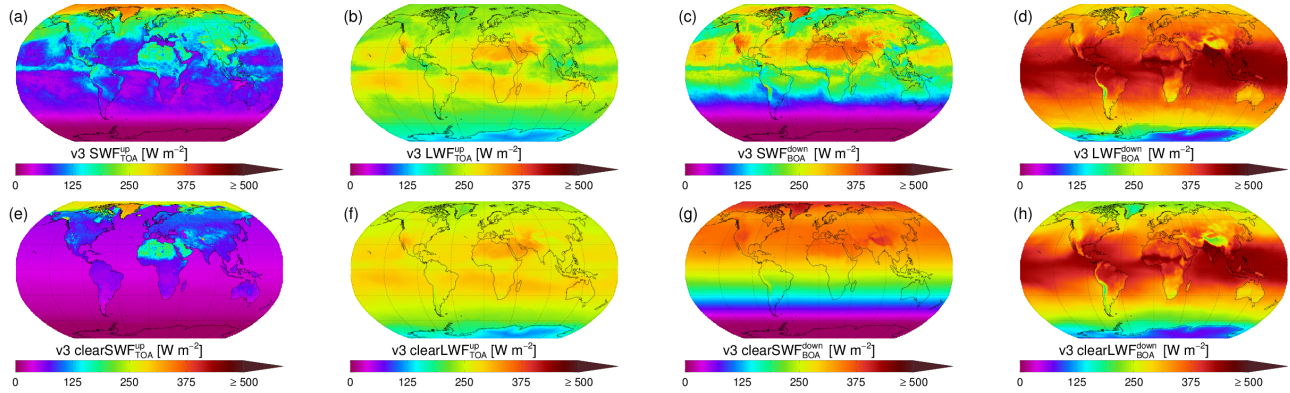 (a) (b) (c) (d)
v3 SWF^up_TOA [W m−2] v3 LWF^up_TOA [W m−2] v3 SWF^down_BOA [W m−2] v3 LWF^down_BOA [W m−2]
0 125 250 375 ≥ 500 0 125 250 375 ≥ 500 0 125 250 375 ≥ 500 0 125 250 375 ≥ 500
(e) (f) (g) (h)
v3 clearSWF^up_TOA [W m−2] v3 clearLWF^up_TOA [W m−2] v3 clearSWF^down_BOA [W m−2] v3 clearLWF^down_BOA [W m−2]
0 125 250 375 ≥ 500 0 125 250 375 ≥ 500 0 125 250 375 ≥ 500 0 125 250 375 ≥ 500